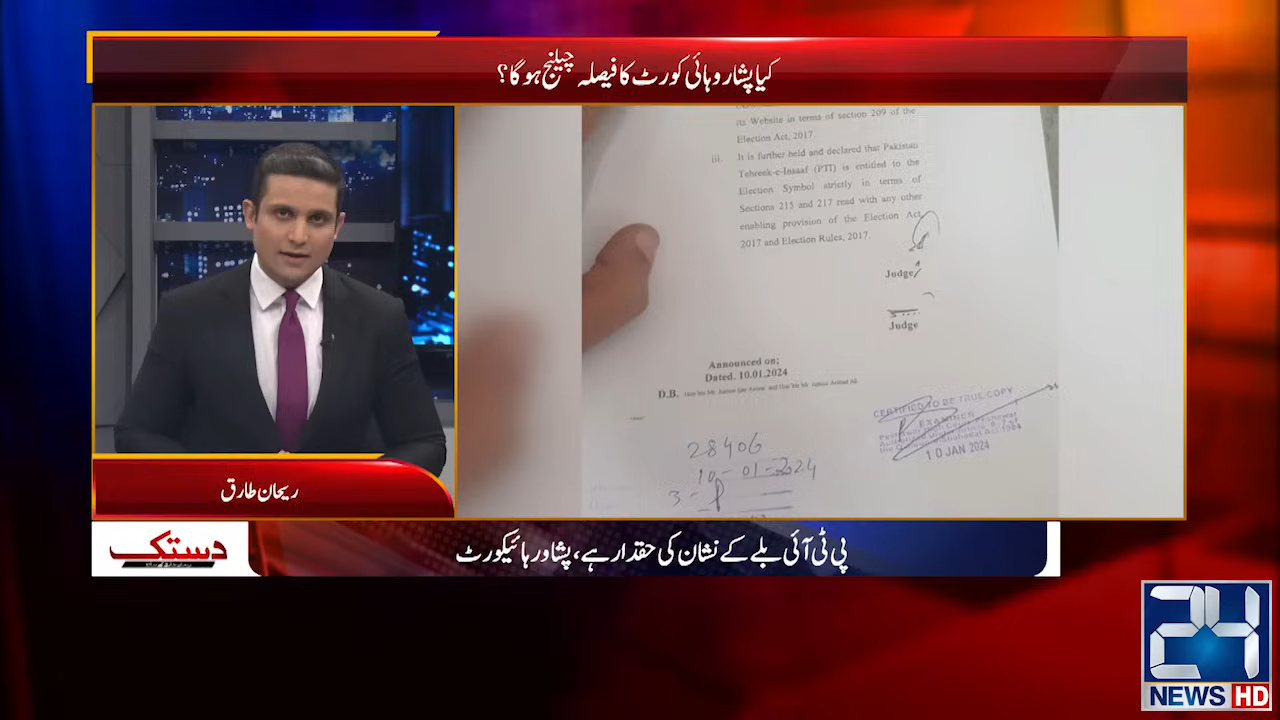 کیا پشاور ہائی کورٹ کا فیصلہ چیلنج ہوگا؟
its Website in terms of section 209 of the
Election Act, 2017.
iii. It is further held and declared that Pakistan
Tehreek-e-Insaaf (PTI) is entitled to the
Election Symbol strictly in terms of
Sections 215 and 217 read with any other
enabling provision of the Election Act
2017 and Election Rules, 2017.
Judge
Judge
Announced on;
Dated. 10.01.2024
D.B.
CERTIFIED TO BE TRUE COPY
EXAMINER
Peshawar High Court, Peshawar
10 JAN 2024
28406
10-01-2024
ریحان طارق
دستک
پی ٹی آئی بلے کے نشان کی حقدار ہے، پشاور ہائیکورٹ
24
NEWS HD